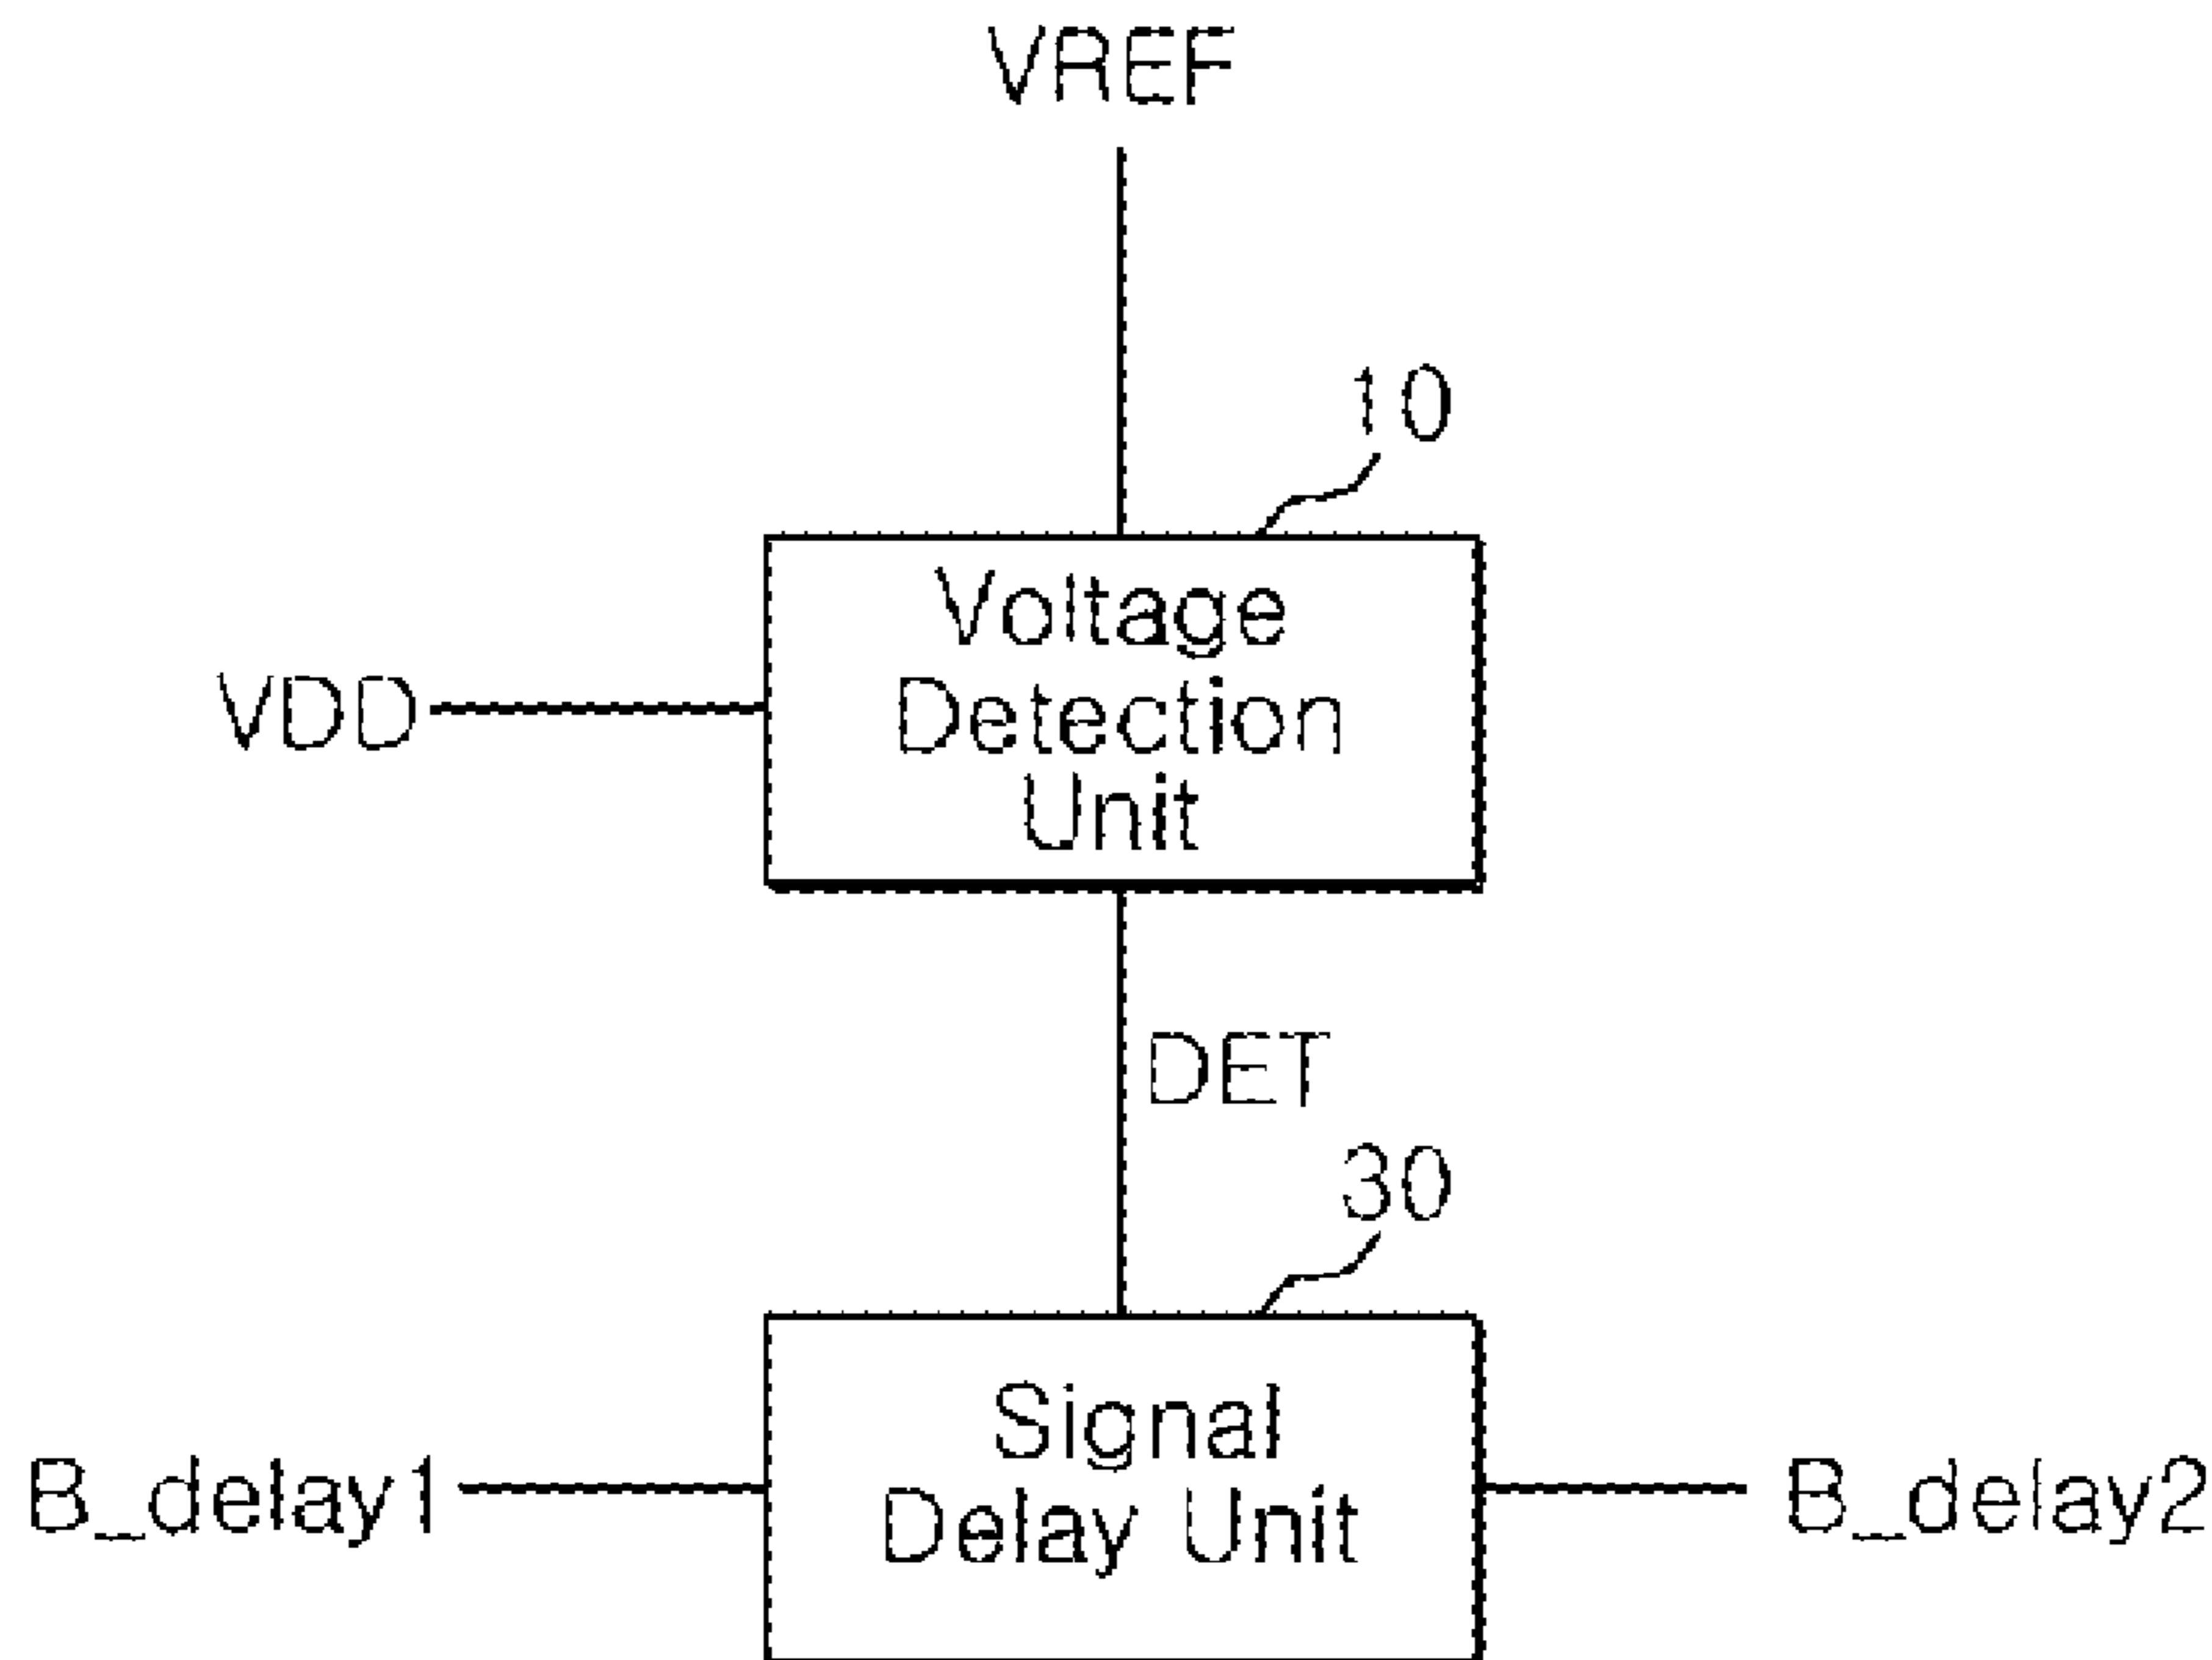 VREF
10
Voltage
Detection
Unit
VDD
DET
30
Signal
Delay Unit
B_delay1
B_delay2